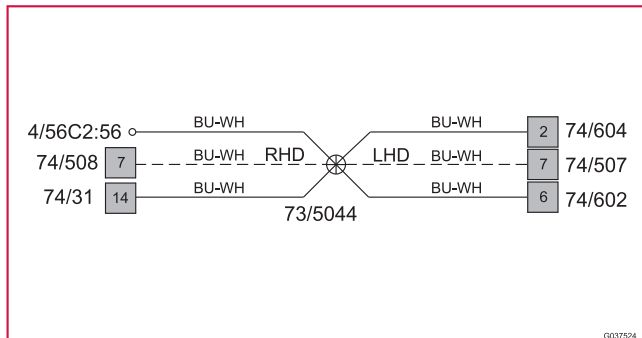 4/56C2:56 BU-WH BU-WH 2 74/604
74/508 7 BU-WH RHD LHD BU-WH 7 74/507
74/31 14 BU-WH BU-WH 6 74/602
73/5044
G037524